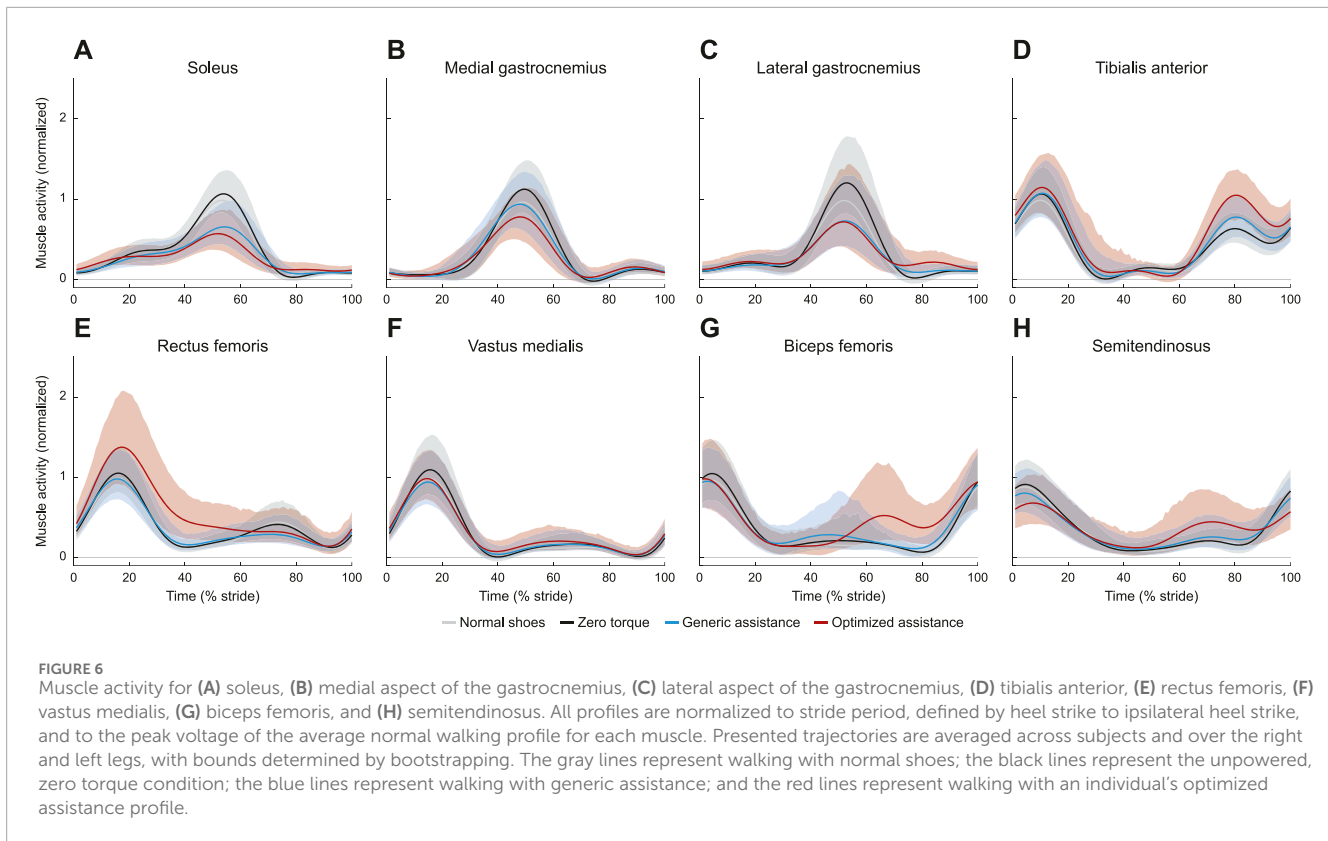 A
B
C
D
Soleus
Medial gastrocnemius
Lateral gastrocnemius
Tibialis anterior
Muscle activity (normalized)
2
1
0
0 20 40 60 80 100
0 20 40 60 80 100
0 20 40 60 80 100
0 20 40 60 80 100
E
F
G
H
Rectus femoris
Vastus medialis
Biceps femoris
Semitendinosus
Muscle activity (normalized)
2
1
0
0 20 40 60 80 100
0 20 40 60 80 100
0 20 40 60 80 100
0 20 40 60 80 100
Time (% stride)
Time (% stride)
Time (% stride)
Time (% stride)
Normal shoes Zero torque Generic assistance Optimized assistance
FIGURE 6
Muscle activity for (A) soleus, (B) medial aspect of the gastrocnemius, (C) lateral aspect of the gastrocnemius, (D) tibialis anterior, (E) rectus femoris, (F)
vastus medialis, (G) biceps femoris, and (H) semitendinosus. All profiles are normalized to stride period, defined by heel strike to ipsilateral heel strike,
and to the peak voltage of the average normal walking profile for each muscle. Presented trajectories are averaged across subjects and over the right
and left legs, with bounds determined by bootstrapping. The gray lines represent walking with normal shoes; the black lines represent the unpowered,
zero torque condition; the blue lines represent walking with generic assistance; and the red lines represent walking with an individual's optimized
assistance profile.